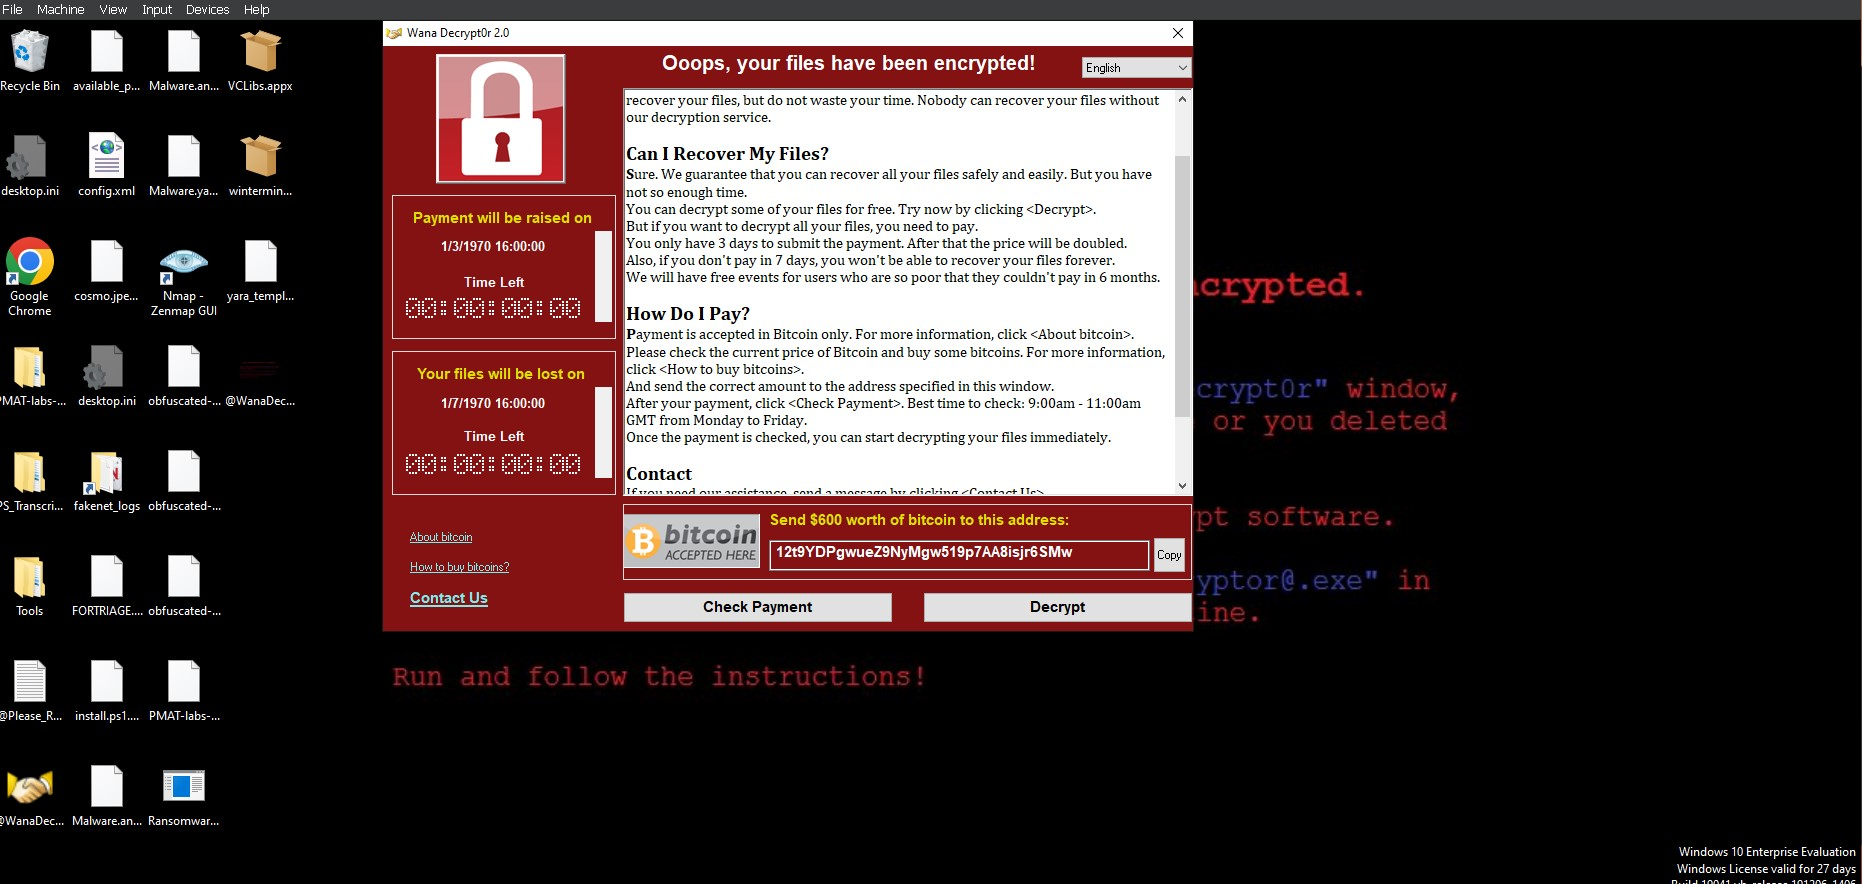 File Machine View Input Devices Help
Recycle Bin
available_p...
Malware.an...
VCLibs.appx
desktop.ini
config.xml
Malware.ya...
wintermin...
Google
Chrome
cosmo.jpe...
Nmap -
Zenmap GUI
yara_templ...
PMAT-labs-...
desktop.ini
obfuscated-...
@WanaDec...
PS_Transcri...
fakenet_logs
obfuscated-...
Tools
FORTRIAGE....
obfuscated-...
@Please_R...
install.ps1....
PMAT-labs-...
@WanaDec...
Malware.an...
Ransomwar...
Wana Decrypt0r 2.0
Ooops, your files have been encrypted!
English
Payment will be raised on
1/3/1970 16:00:00
Time Left
00:00:00:00
Your files will be lost on
1/7/1970 16:00:00
Time Left
00:00:00:00
About bitcoin
How to buy bitcoins?
Contact Us
recover your files, but do not waste your time. Nobody can recover your files without
our decryption service.
Can I Recover My Files?
Sure. We guarantee that you can recover all your files safely and easily. But you have
not so enough time.
You can decrypt some of your files for free. Try now by clicking <Decrypt>.
But if you want to decrypt all your files, you need to pay.
You only have 3 days to submit the payment. After that the price will be doubled.
Also, if you don't pay in 7 days, you won't be able to recover your files forever.
We will have free events for users who are so poor that they couldn't pay in 6 months.
How Do I Pay?
Payment is accepted in Bitcoin only. For more information, click <About bitcoin>.
Please check the current price of Bitcoin and buy some bitcoins. For more information,
click <How to buy bitcoins>.
And send the correct amount to the address specified in this window.
After your payment, click <Check Payment>. Best time to check: 9:00am - 11:00am
GMT from Monday to Friday.
Once the payment is checked, you can start decrypting your files immediately.
Contact
If you need our assistance, send a message by clicking <Contact Us>.
bitcoin
ACCEPTED HERE
Send $600 worth of bitcoin to this address:
12t9YDPgwueZ9NyMgw519p7AA8isjr6SMw
Copy
Check Payment
Decrypt
ncrypted.
crypt0r" window,
or you deleted
pt software.
yptor@.exe" in
ine.
Run and follow the instructions!
Windows 10 Enterprise Evaluation
Windows License valid for 27 days